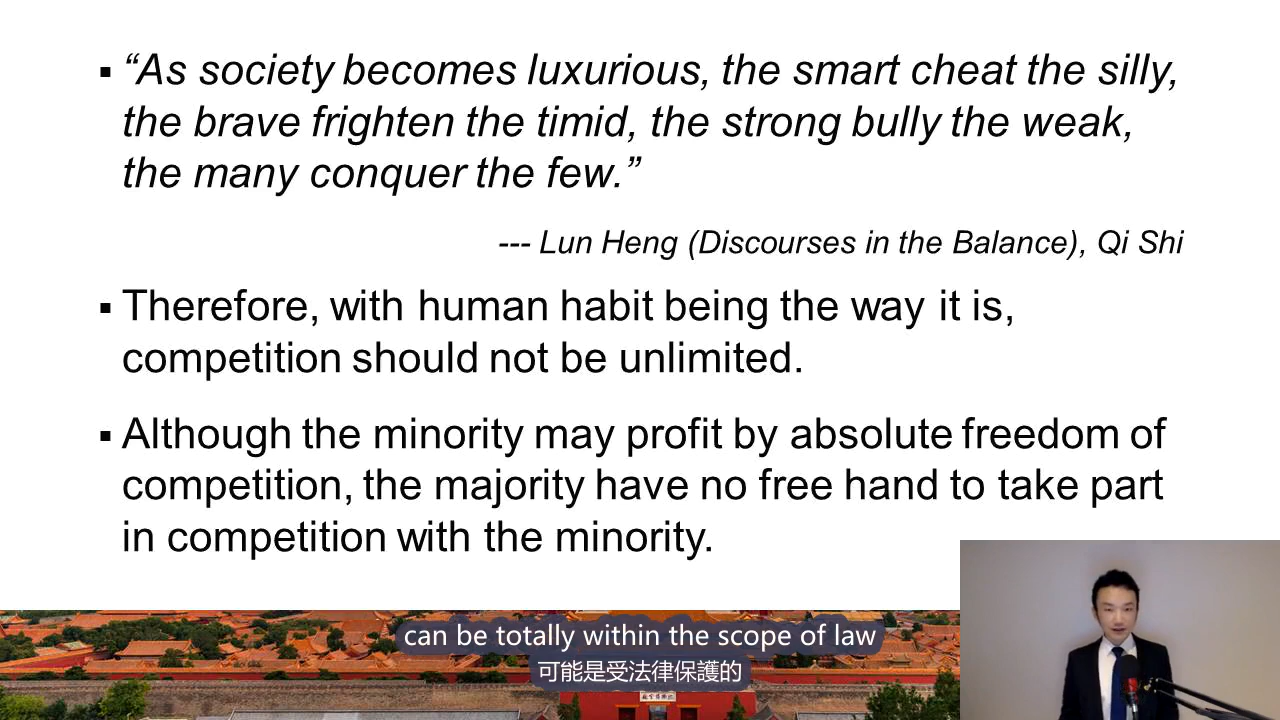 ▪ “As society becomes luxurious, the smart cheat the silly,
the brave frighten the timid, the strong bully the weak,
the many conquer the few.”
--- Lun Heng (Discourses in the Balance), Qi Shi
▪ Therefore, with human habit being the way it is,
competition should not be unlimited.
▪ Although the minority may profit by absolute freedom of
competition, the majority have no free hand to take part
in competition with the minority.
can be totally within the scope of law
可能是受法律保護的